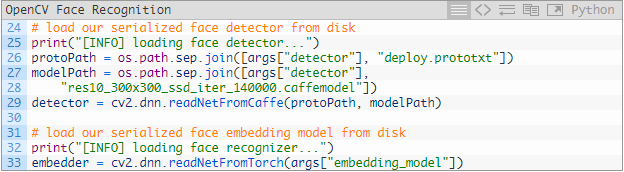 OpenCV Face Recognition Python
24 # load our serialized face detector from disk
25 print("[INFO] loading face detector...")
26 protoPath = os.path.sep.join([args["detector"], "deploy.prototxt"])
27 modelPath = os.path.sep.join([args["detector"],
28     "res10_300x300_ssd_iter_140000.caffemodel"])
29 detector = cv2.dnn.readNetFromCaffe(protoPath, modelPath)
30
31 # load our serialized face embedding model from disk
32 print("[INFO] loading face recognizer...")
33 embedder = cv2.dnn.readNetFromTorch(args["embedding_model"])